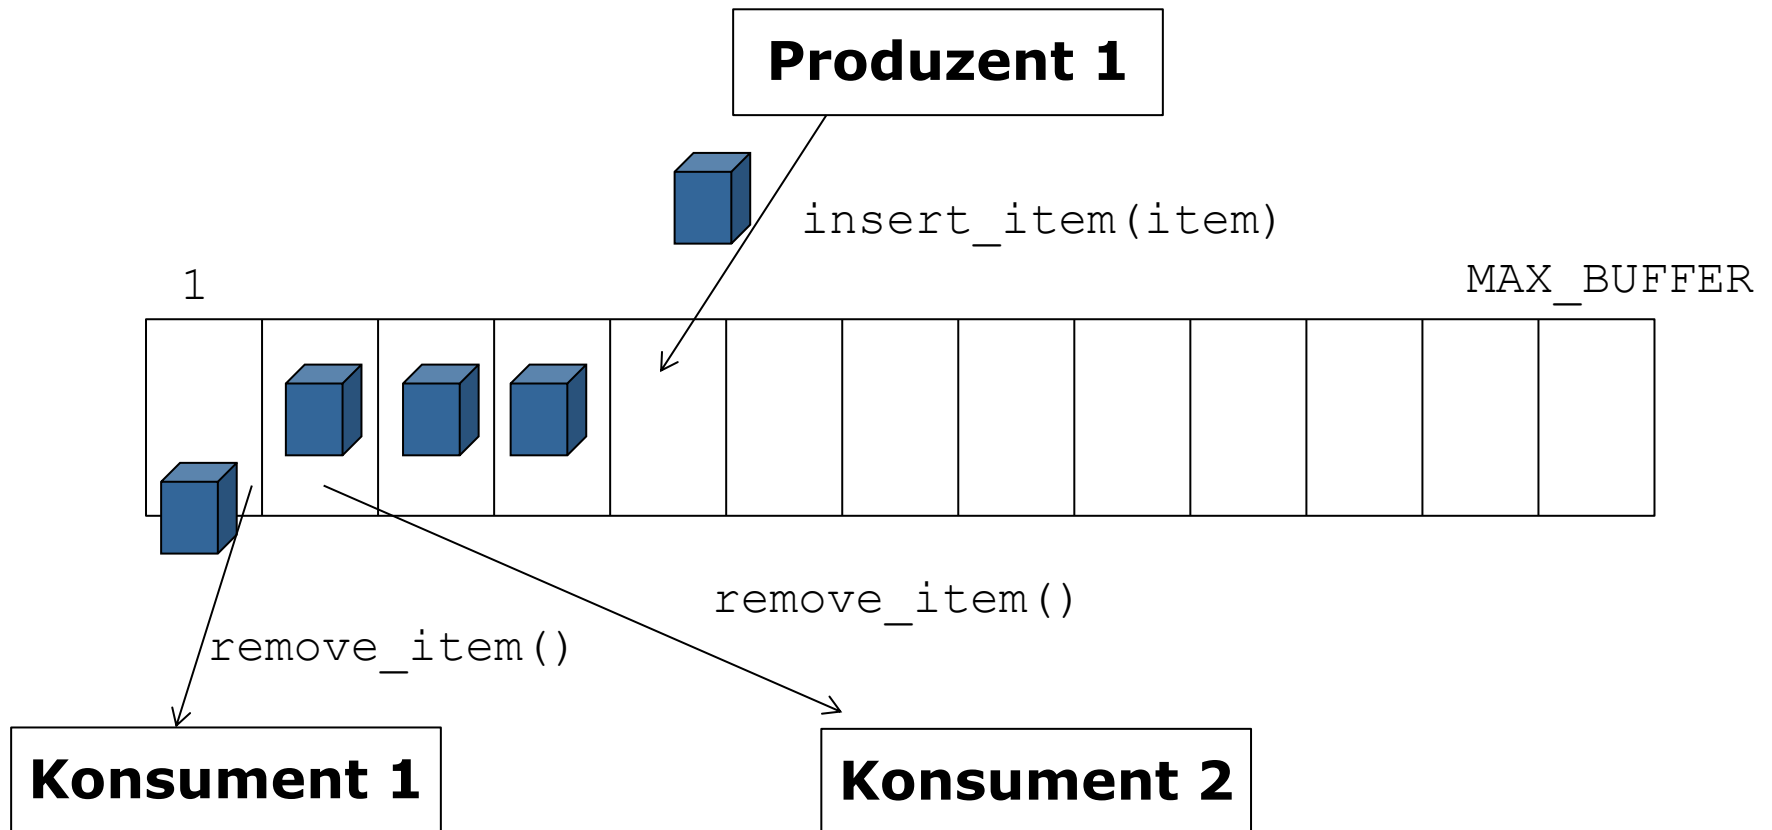 Produzent 1
insert_item(item)
1
MAX_BUFFER
remove_item()
remove_item()
Konsument 1
Konsument 2